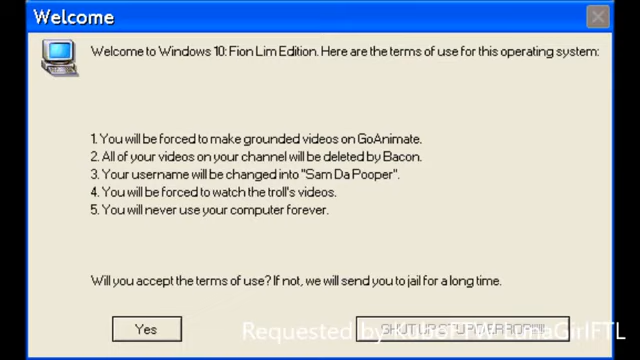 Welcome
Welcome to Windows 10: Fion Lim Edition. Here are the terms of use for this operating system:
1. You will be forced to make grounded videos on GoAnimate.
2. All of your videos on your channel will be deleted by Bacon.
3. Your username will be changed into "Sam Da Pooper".
4. You will be forced to watch the troll's videos.
5. You will never use your computer forever.
Will you accept the terms of use? If not, we will send you to jail for a long time.
Yes
Requested by LunaGirlFTL